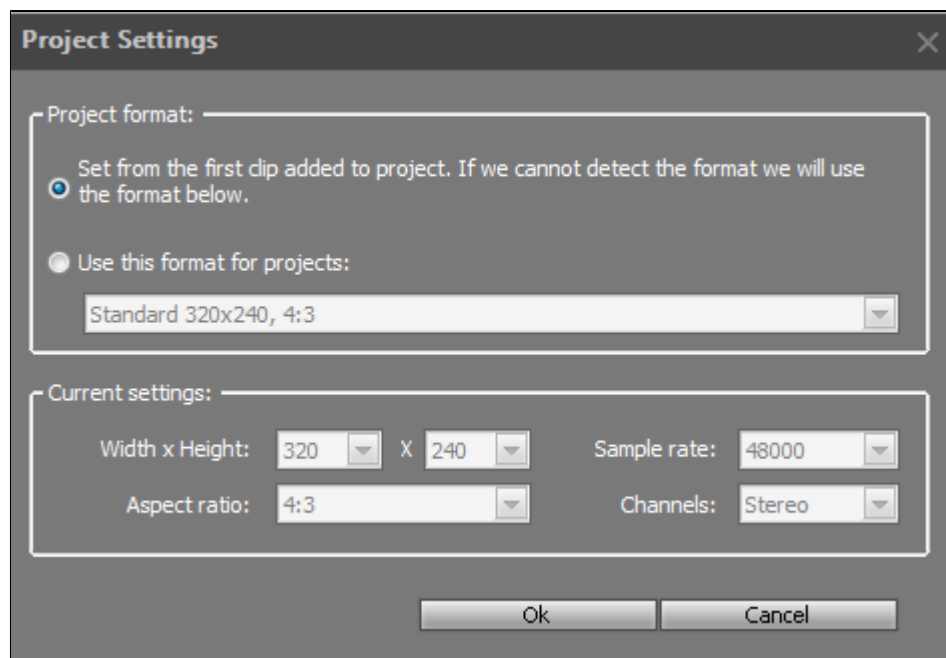 Project Settings
Project format:
Set from the first clip added to project. If we cannot detect the format we will use
the format below.
Use this format for projects:
Standard 320x240, 4:3
Current settings:
Width x Height: 320 X 240 Sample rate: 48000
Aspect ratio: 4:3 Channels: Stereo
Ok Cancel